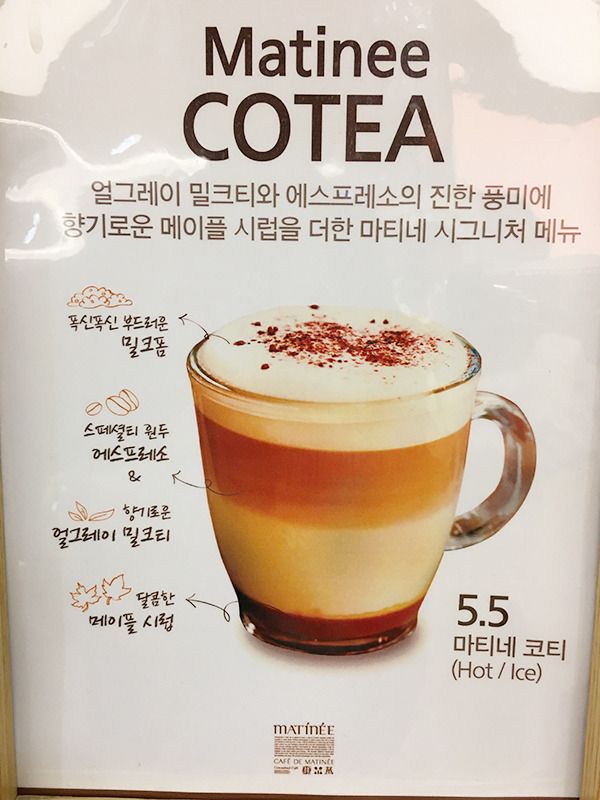 Matinee
COTEA
얼그레이 밀크티와 에스프레소의 진한 풍미에
향기로운 메이플 시럽을 더한 마티네 시그니처 메뉴
폭신폭신 부드러운
밀크폼
스페셜티 원두
에스프레소
&
향기로운
얼그레이 밀크티
달콤한
메이플 시럽
5.5
마티네 코티
(Hot / Ice)
MATINÉE
CAFÉ DE MATINÉE